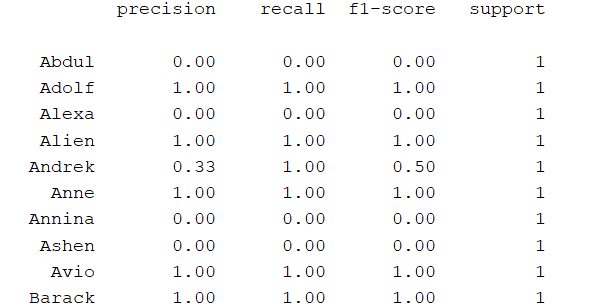 precision recall f1-score support
Abdul 0.00 0.00 0.00 1
Adolf 1.00 1.00 1.00 1
Alexa 0.00 0.00 0.00 1
Alien 1.00 1.00 1.00 1
Andrek 0.33 1.00 0.50 1
Anne 1.00 1.00 1.00 1
Annina 0.00 0.00 0.00 1
Ashen 0.00 0.00 0.00 1
Avio 1.00 1.00 1.00 1
Barack 1.00 1.00 1.00 1